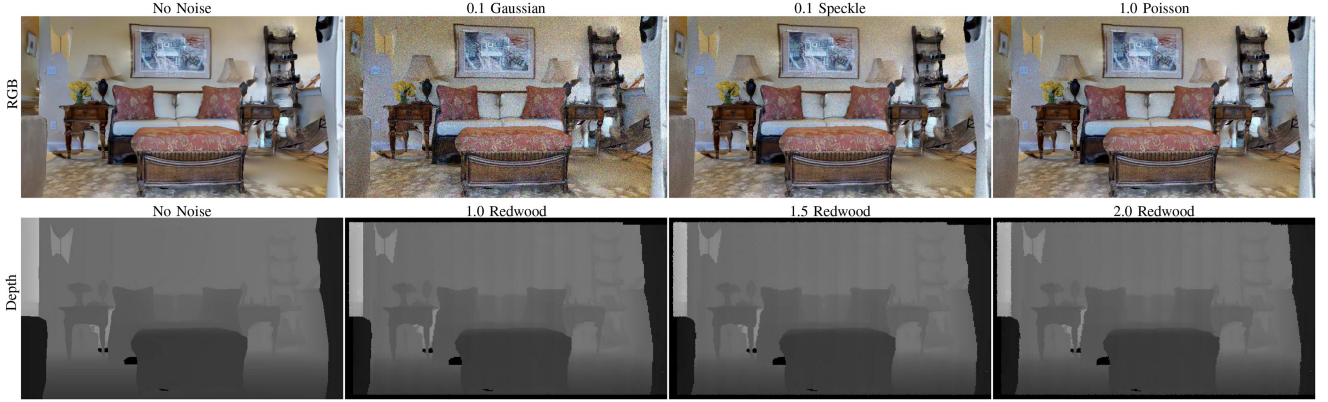 No Noise 0.1 Gaussian 0.1 Speckle 1.0 Poisson
RGB
No Noise 1.0 Redwood 1.5 Redwood 2.0 Redwood
Depth